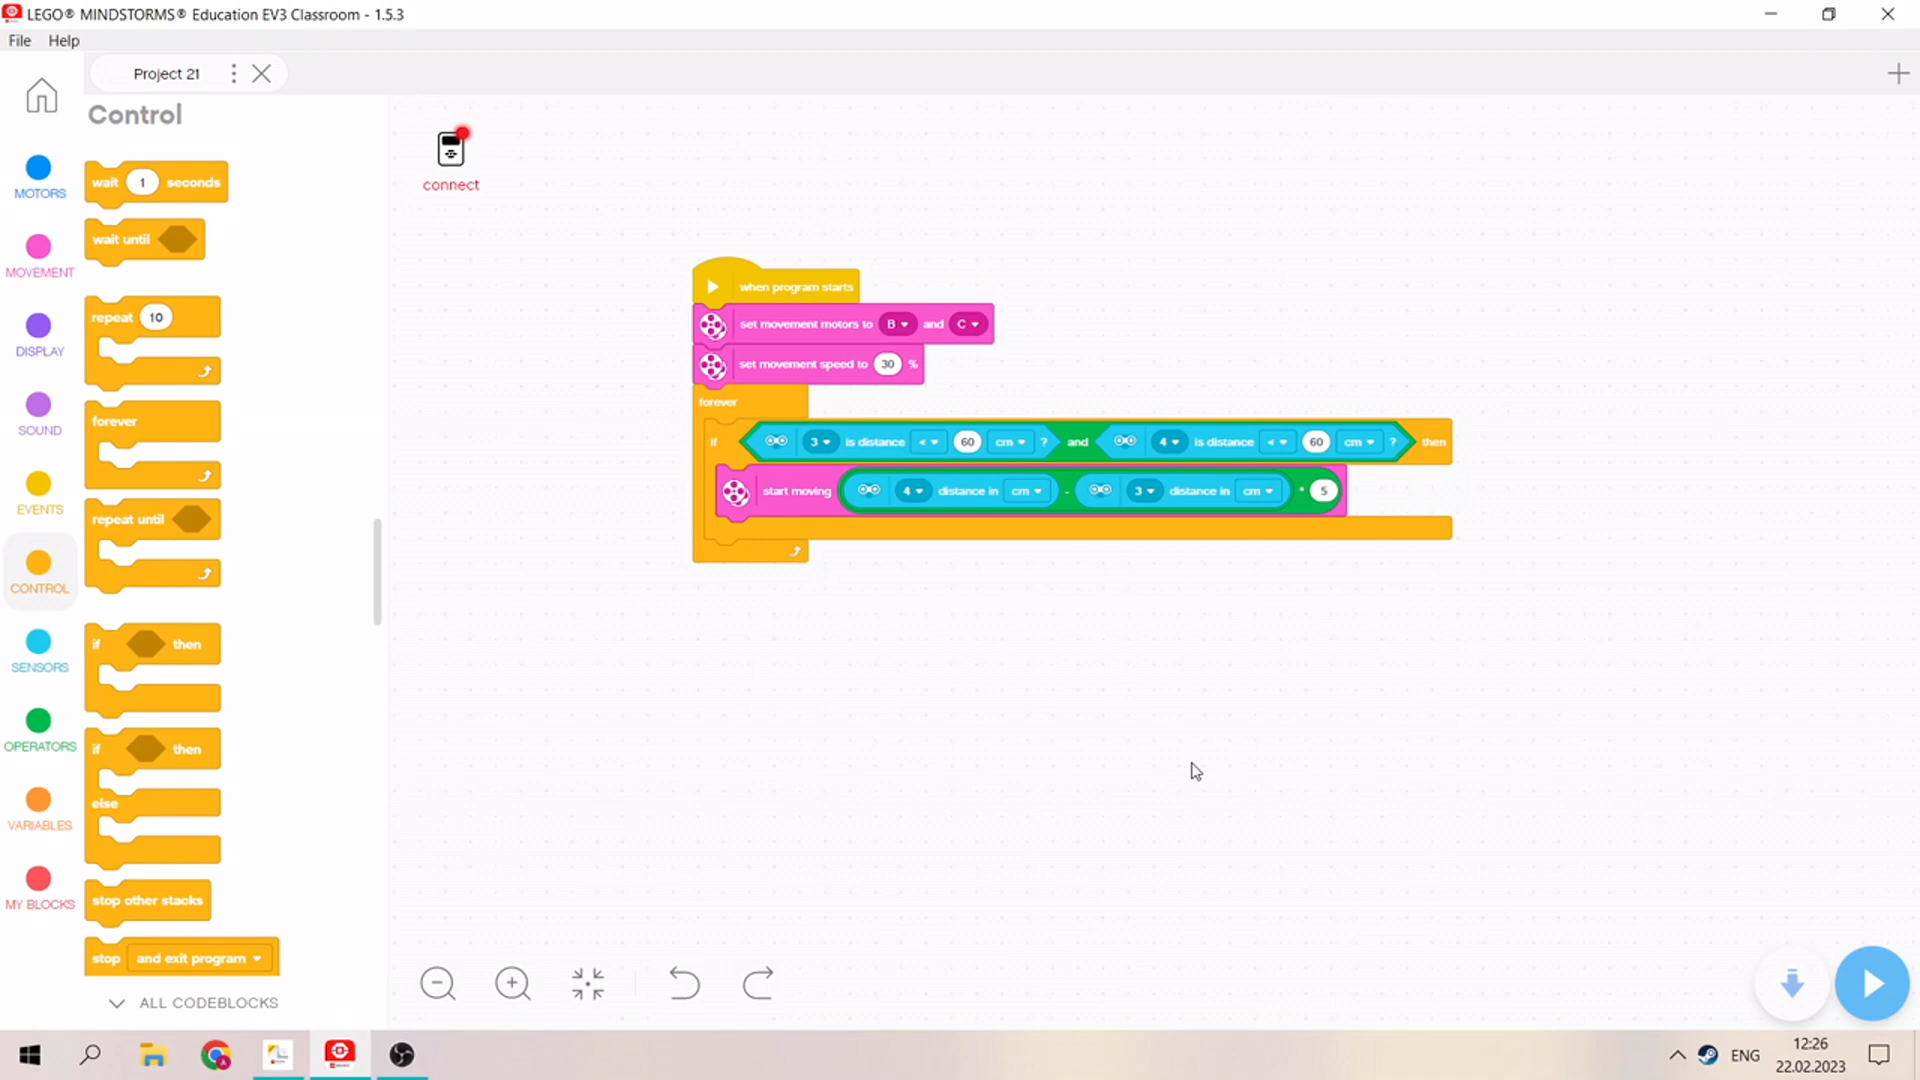 LEGO® MINDSTORMS® Education EV3 Classroom - 1.5.3
File Help
Project 21
Control
connect
MOTORS
MOVEMENT
DISPLAY
SOUND
EVENTS
CONTROL
SENSORS
OPERATORS
VARIABLES
MY BLOCKS
wait 1 seconds
wait until
repeat 10
forever
repeat until
if then
if then
else
stop other stacks
stop and exit program
ALL CODEBLOCKS
when program starts
set movement motors to B and C
set movement speed to 30 %
forever
if 3 is distance < 60 cm ? and 4 is distance < 60 cm ? then
start moving 4 distance in cm - 3 distance in cm * 5
ENG
12:26
22.02.2023